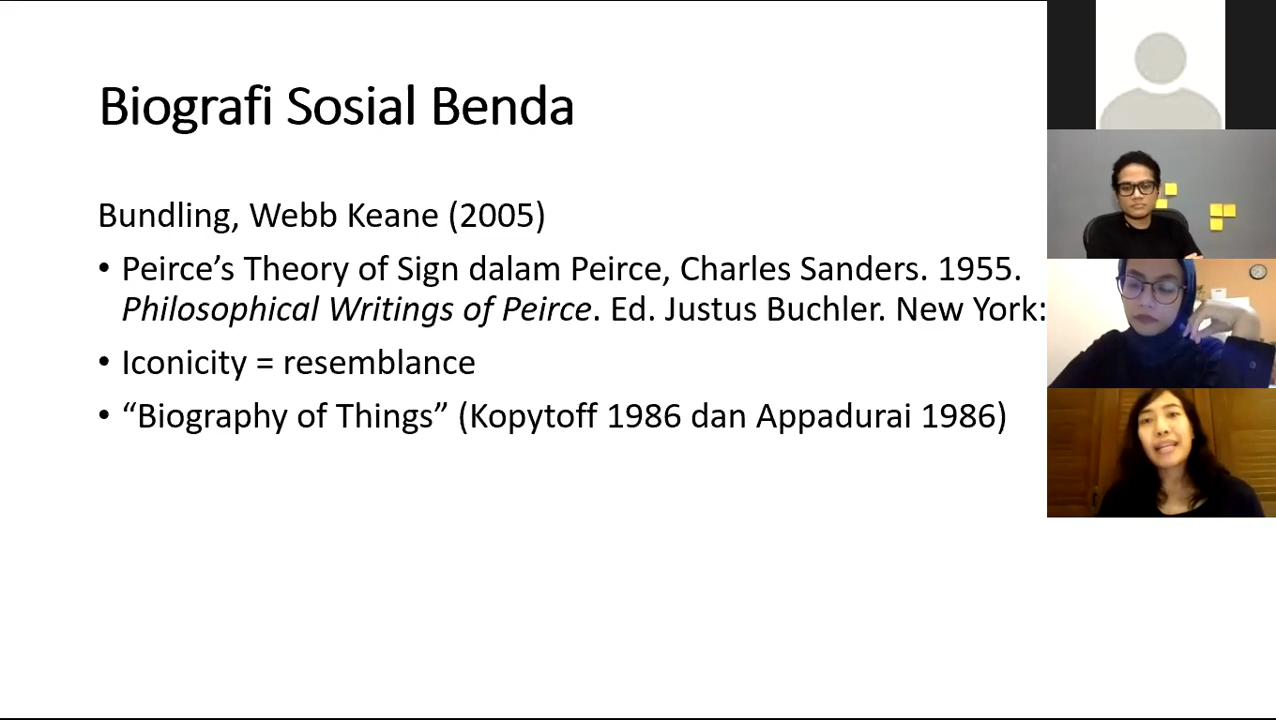 Biografi Sosial Benda
Bundling, Webb Keane (2005)
• Peirce’s Theory of Sign dalam Peirce, Charles Sanders. 1955.
Philosophical Writings of Peirce. Ed. Justus Buchler. New York:
• Iconicity = resemblance
• “Biography of Things” (Kopytoff 1986 dan Appadurai 1986)